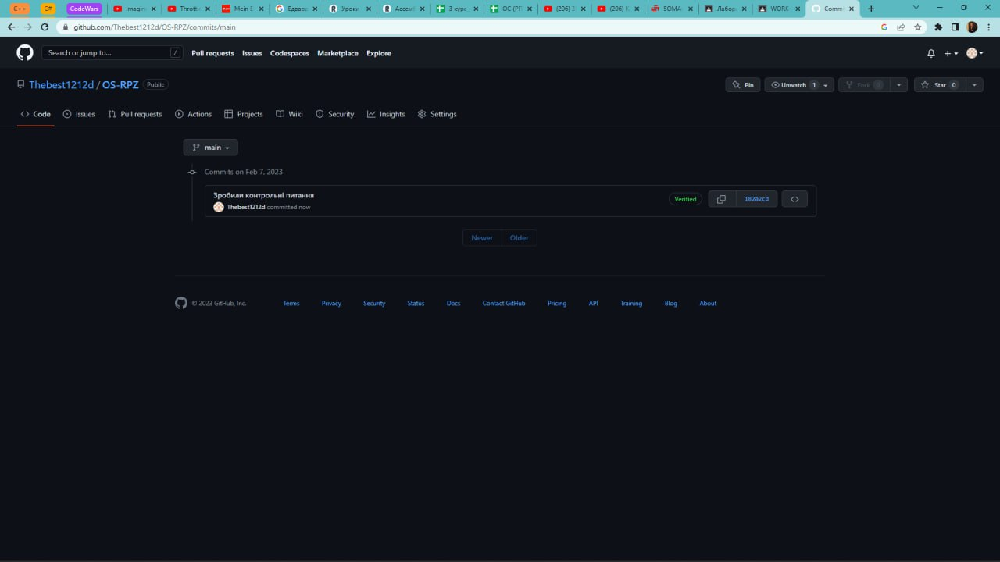 C++ C# CodeWars Imagin Throttl Mein E Едвард Уроки Ассем 3 курс_ ОС (РП (206) З (206) К SOMA- Лабор WORK Comm
github.com/Thebest1212d/OS-RPZ/commits/main
Search or jump to... / Pull requests Issues Codespaces Marketplace Explore
Thebest1212d / OS-RPZ Public Pin Unwatch 1 Fork 0 Star 0
Code Issues Pull requests Actions Projects Wiki Security Insights Settings
main
Commits on Feb 7, 2023
Зробили контрольні питання
Thebest1212d committed now
Verified 182a2cd
Newer Older
© 2023 GitHub, Inc. Terms Privacy Security Status Docs Contact GitHub Pricing API Training Blog About